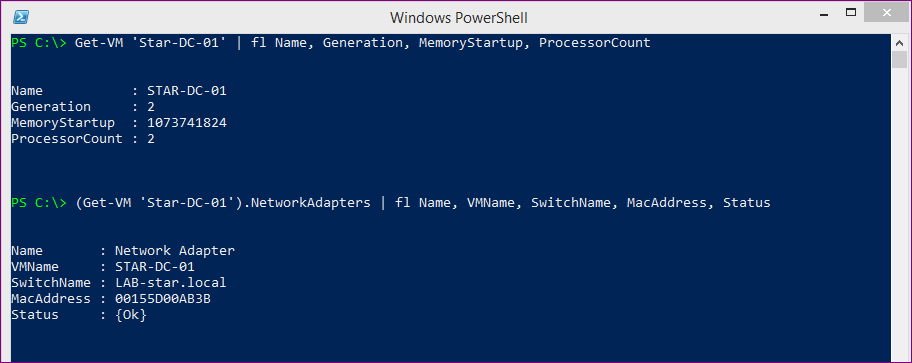 Windows PowerShell
PS C:\> Get-VM 'Star-DC-01' | fl Name, Generation, MemoryStartup, ProcessorCount
Name           : STAR-DC-01
Generation     : 2
MemoryStartup  : 1073741824
ProcessorCount : 2
PS C:\> (Get-VM 'Star-DC-01').NetworkAdapters | fl Name, VMName, SwitchName, MacAddress, Status
Name       : Network Adapter
VMName     : STAR-DC-01
SwitchName : LAB-star.local
MacAddress : 00155D00AB3B
Status     : {Ok}